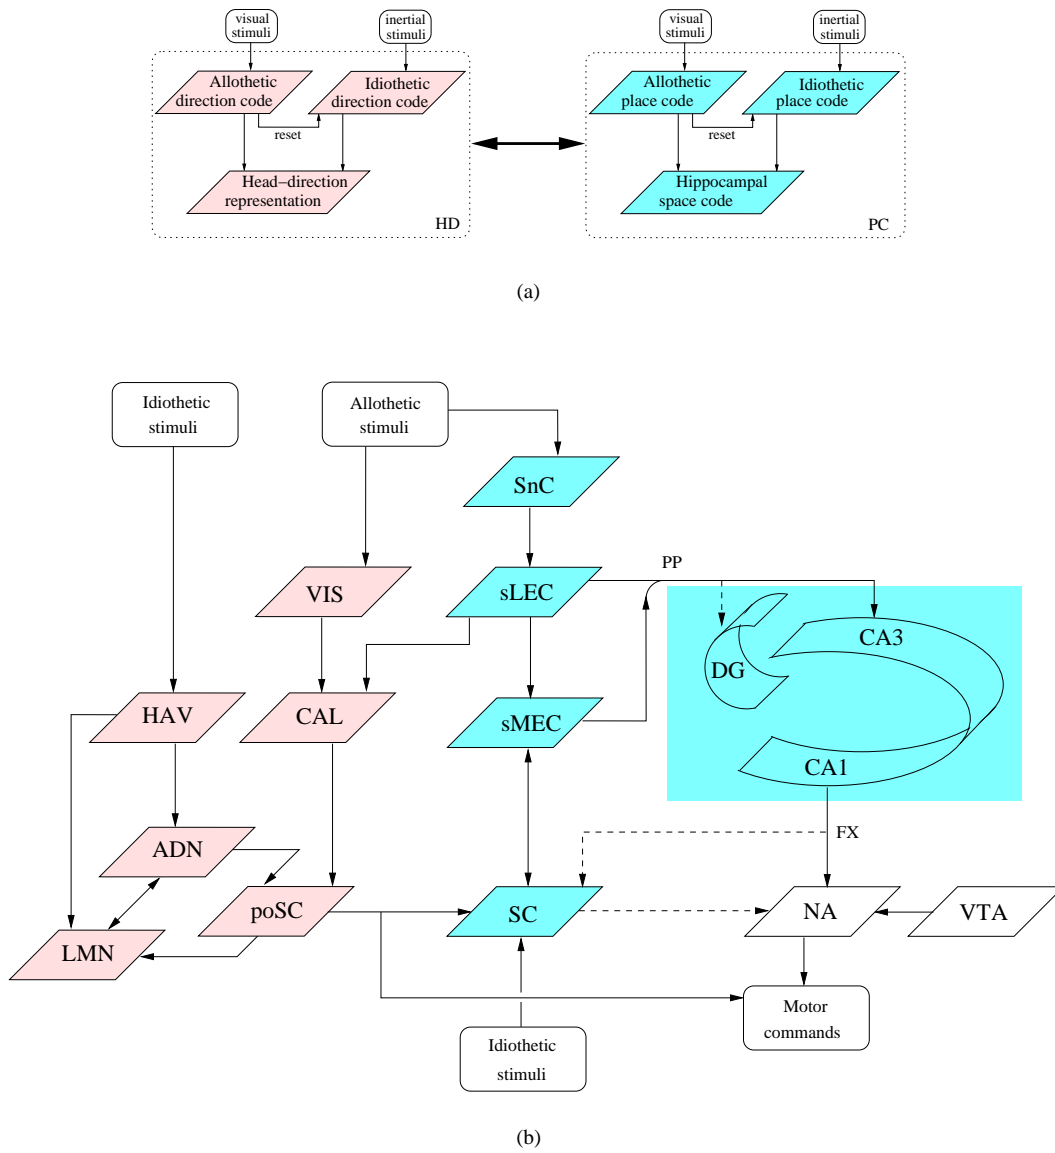 visual
stimuli
inertial
stimuli
visual
stimuli
inertial
stimuli
Allothetic
direction code
Idiothetic
direction code
Allothetic
place code
Idiothetic
place code
reset
reset
Head−direction
representation
Hippocampal
space code
HD
PC
(a)
Idiothetic
stimuli
Allothetic
stimuli
SnC
PP
VIS
sLEC
CA3
DG
HAV
CAL
sMEC
CA1
FX
ADN
poSC
SC
NA
VTA
LMN
Motor
commands
Idiothetic
stimuli
(b)